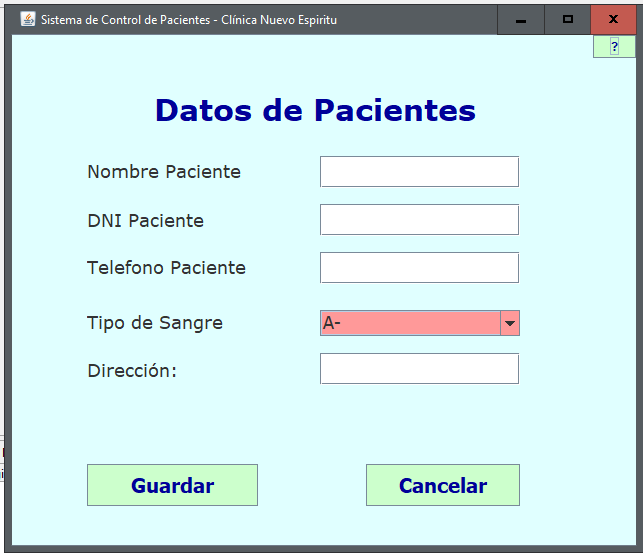 Sistema de Control de Pacientes - Clínica Nuevo Espiritu
?
Datos de Pacientes
Nombre Paciente
DNI Paciente
Telefono Paciente
Tipo de Sangre
A-
Dirección:
Guardar
Cancelar